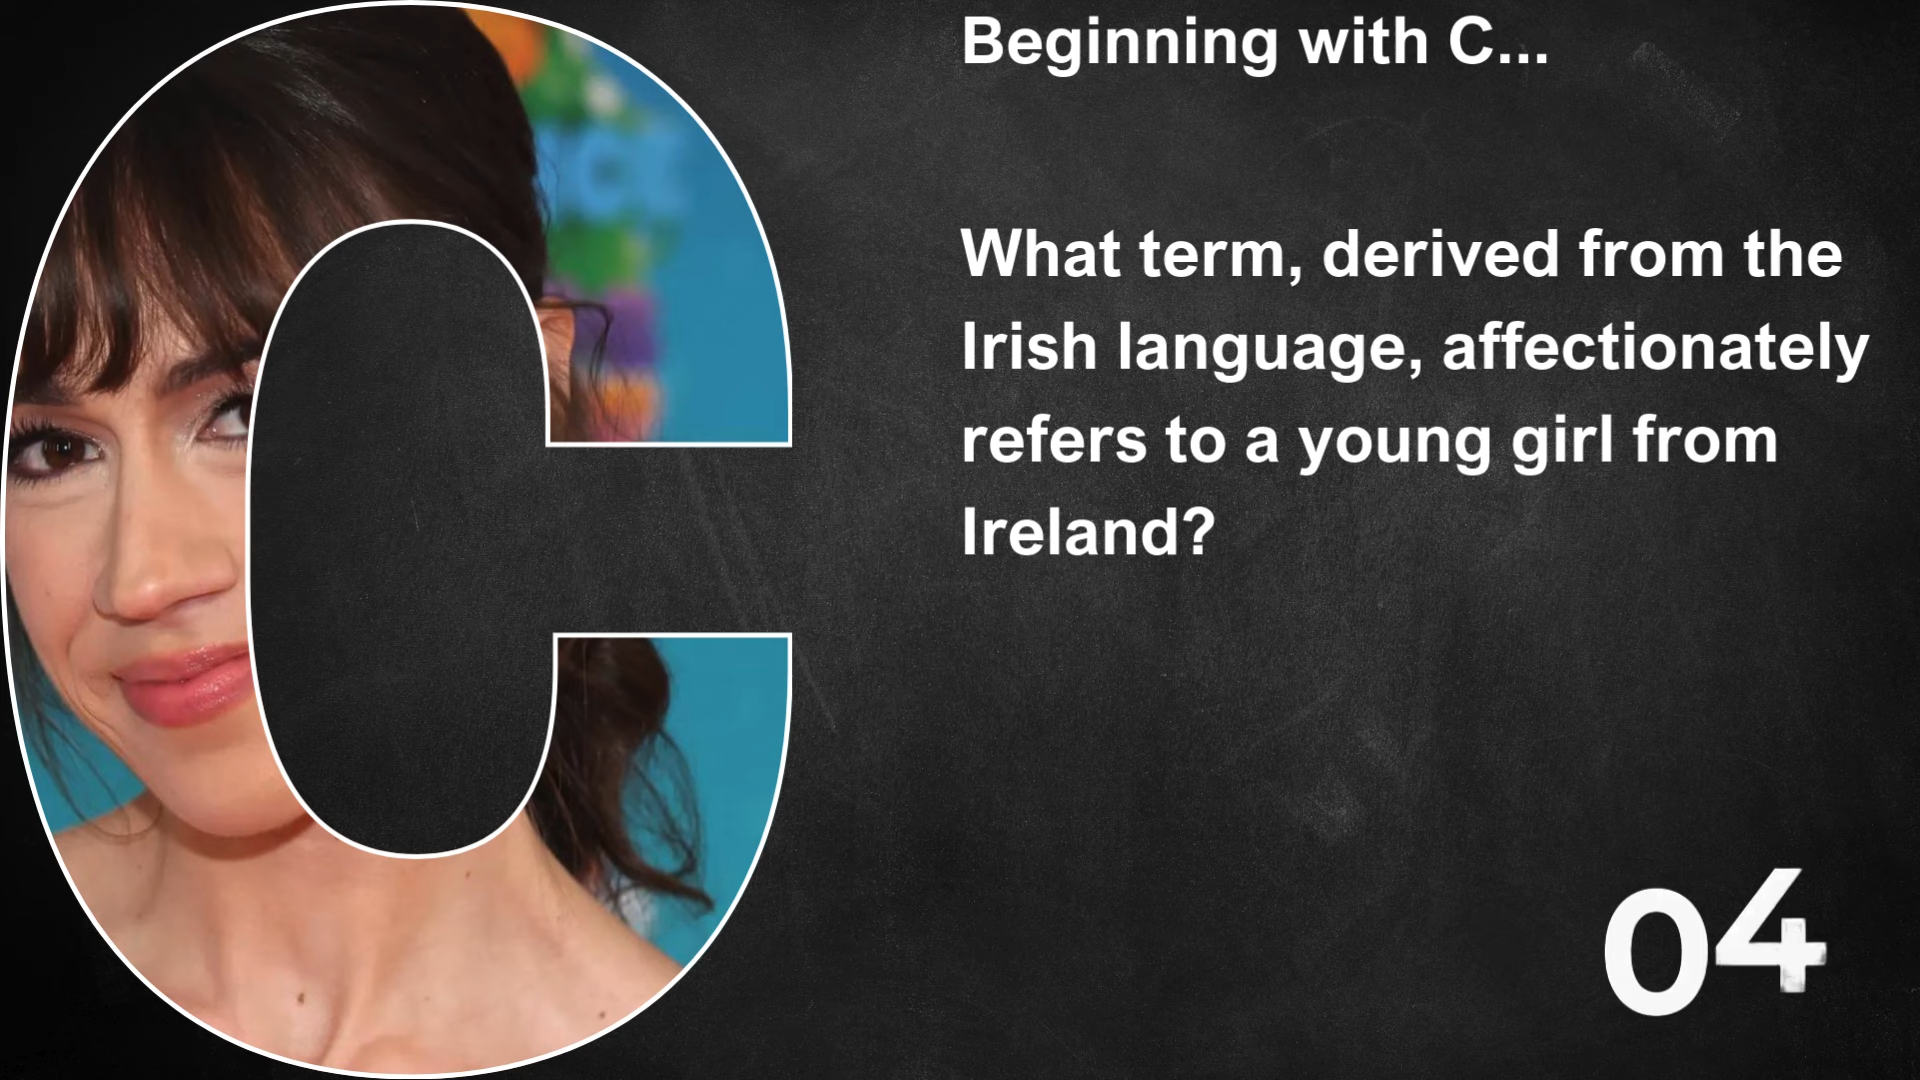 Beginning with C...
What term, derived from the
Irish language, affectionately
refers to a young girl from
Ireland?
04